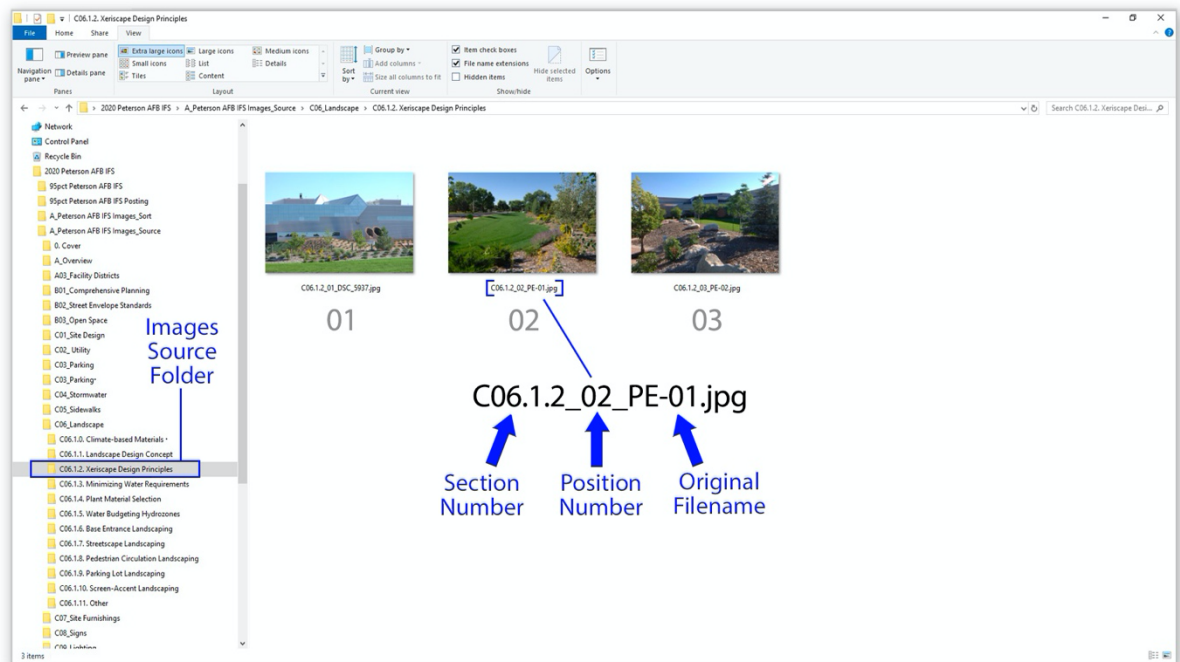 C06.1.2. Xeriscape Design Principles
File Home Share View
Navigation pane
Preview pane
Details pane
Panes
Extra large icons Large icons Medium icons
Small icons List Details
Tiles Content
Layout
Sort by
Group by
Add columns
Size all columns to fit
Current view
Item check boxes
File name extensions
Hidden items
Hide selected items
Show/hide
Options
2020 Peterson AFB IFS > A_Peterson AFB IFS Images_Source > C06_Landscape > C06.1.2. Xeriscape Design Principles
Search C06.1.2. Xeriscape Desi...
Network
Control Panel
Recycle Bin
2020 Peterson AFB IFS
95pct Peterson AFB IFS
95pct Peterson AFB IFS Posting
A_Peterson AFB IFS Images_Sort
A_Peterson AFB IFS Images_Source
0. Cover
A_Overview
A03_Facility Districts
B01_Comprehensive Planning
B02_Street Envelope Standards
B03_Open Space
C01_Site Design
C02_ Utility
C03_Parking
C03_Parking-
C04_Stormwater
C05_Sidewalks
C06_Landscape
C06.1.0. Climate-based Materials -
C06.1.1. Landscape Design Concept
C06.1.2. Xeriscape Design Principles
C06.1.3. Minimizing Water Requirements
C06.1.4. Plant Material Selection
C06.1.5. Water Budgeting Hydrozones
C06.1.6. Base Entrance Landscaping
C06.1.7. Streetscape Landscaping
C06.1.8. Pedestrian Circulation Landscaping
C06.1.9. Parking Lot Landscaping
C06.1.10. Screen-Accent Landscaping
C06.1.11. Other
C07_Site Furnishings
C08_Signs
C09_Lighting
3 items
Images
Source
Folder
C06.1.2_01_DSC_5937.jpg
C06.1.2_02_PE-01.jpg
C06.1.2_03_PE-02.jpg
01
02
03
C06.1.2_02_PE-01.jpg
Section
Number
Position
Number
Original
Filename